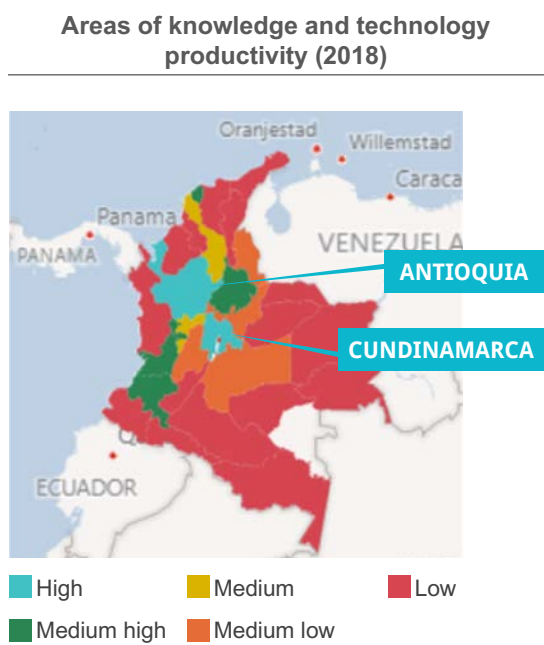 Areas of knowledge and technology
productivity (2018)
Oranjestad
Willemstad
Caraca
Panama
PANAMA
VENEZUELA
ANTIOQUIA
CUNDINAMARCA
Q
ECUADOR
High
Medium
Low
Medium high
Medium low